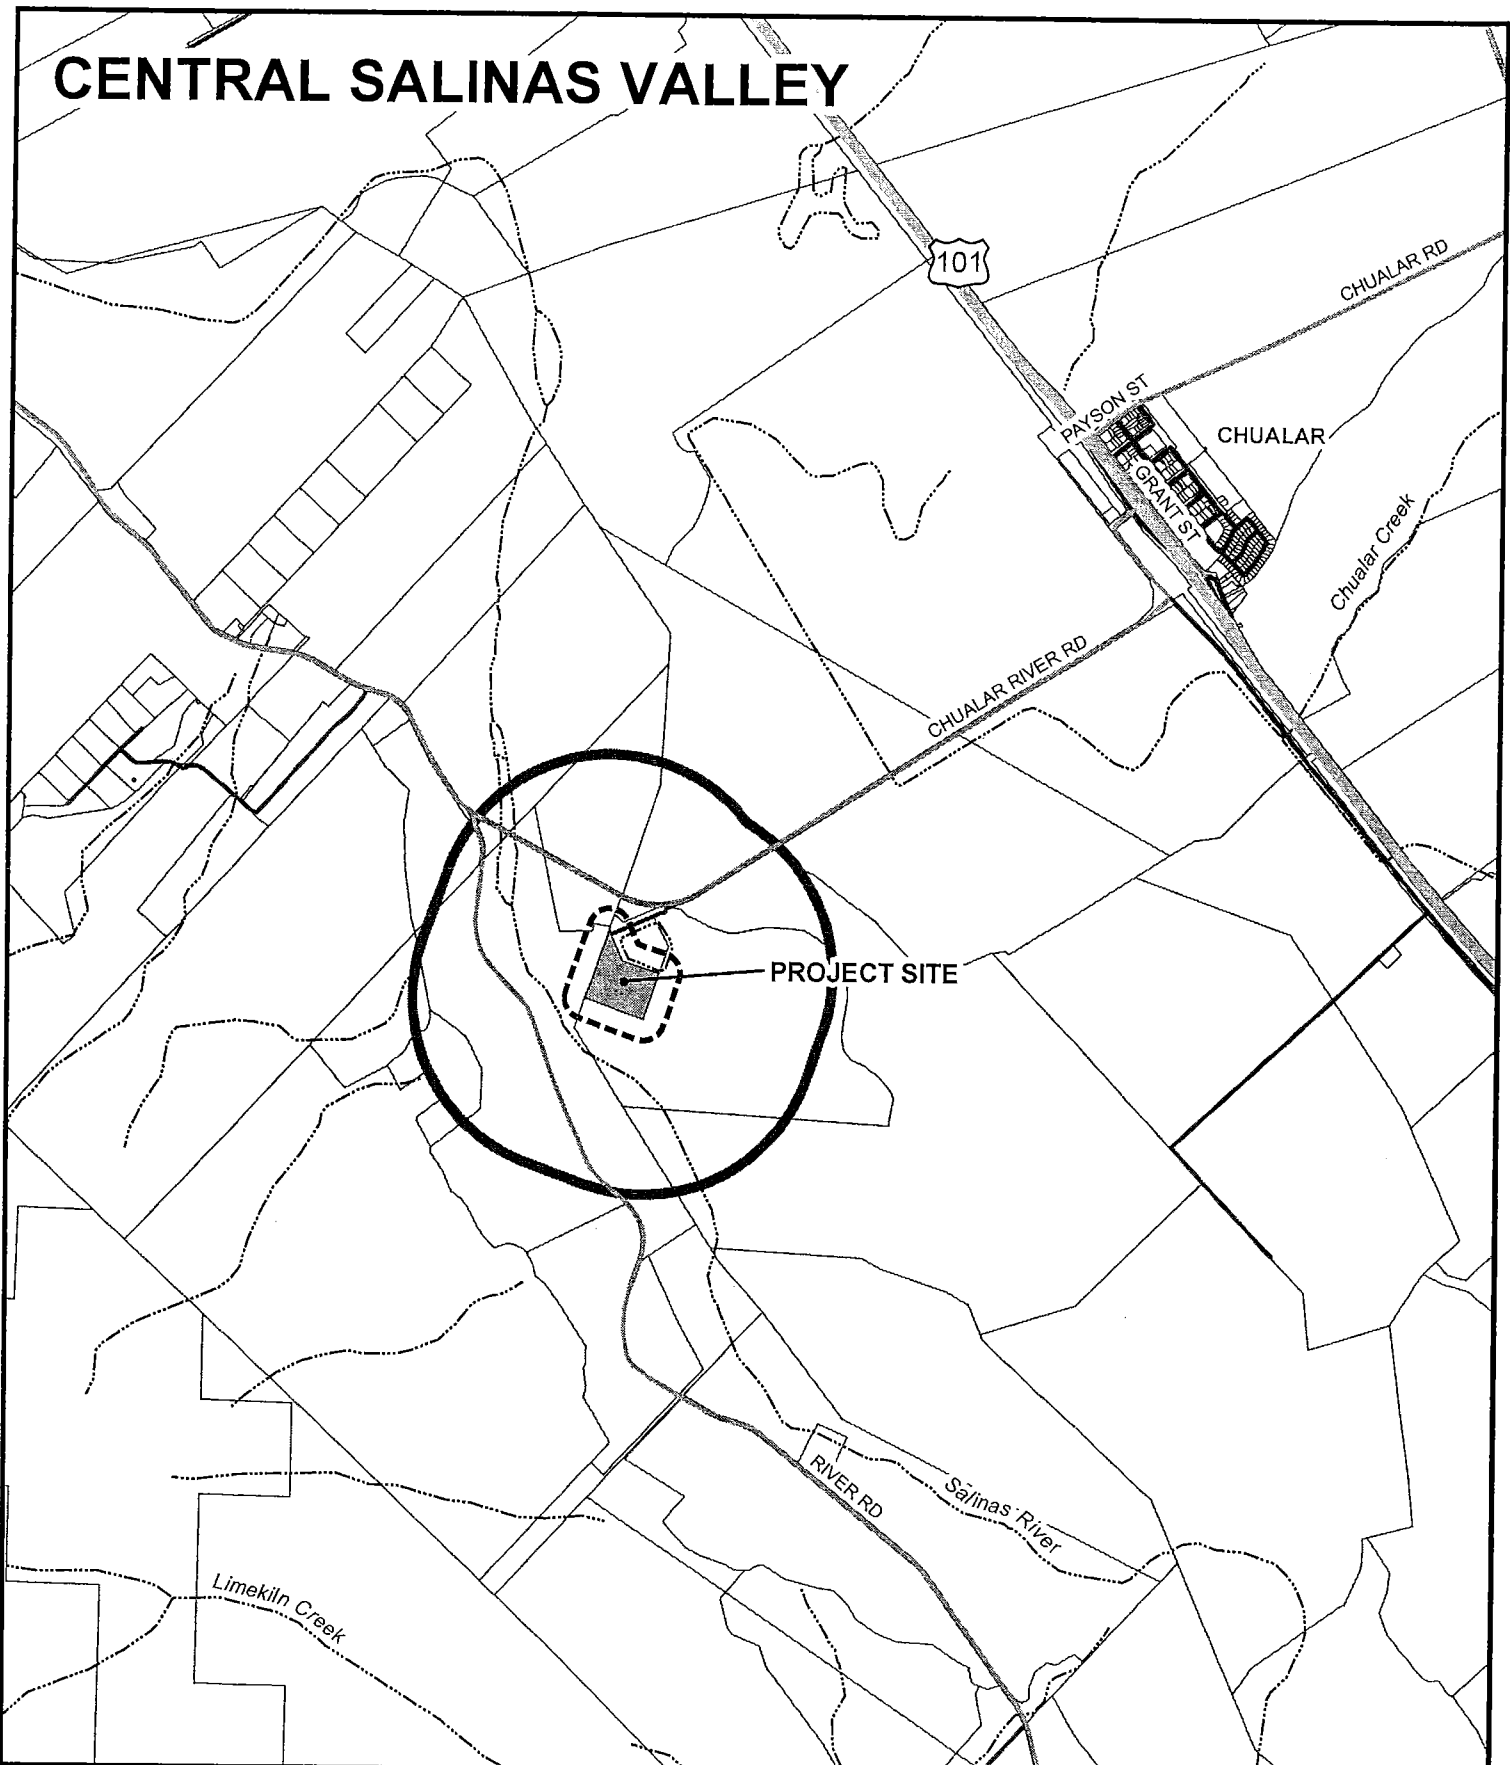 CENTRAL SALINAS VALLEY
101
CHUALAR RD
PAYSON ST
CHUALAR
GRANT ST
Chualar Creek
CHUALAR RIVER RD
PROJECT SITE
RIVER RD
Salinas River
Limekiln Creek